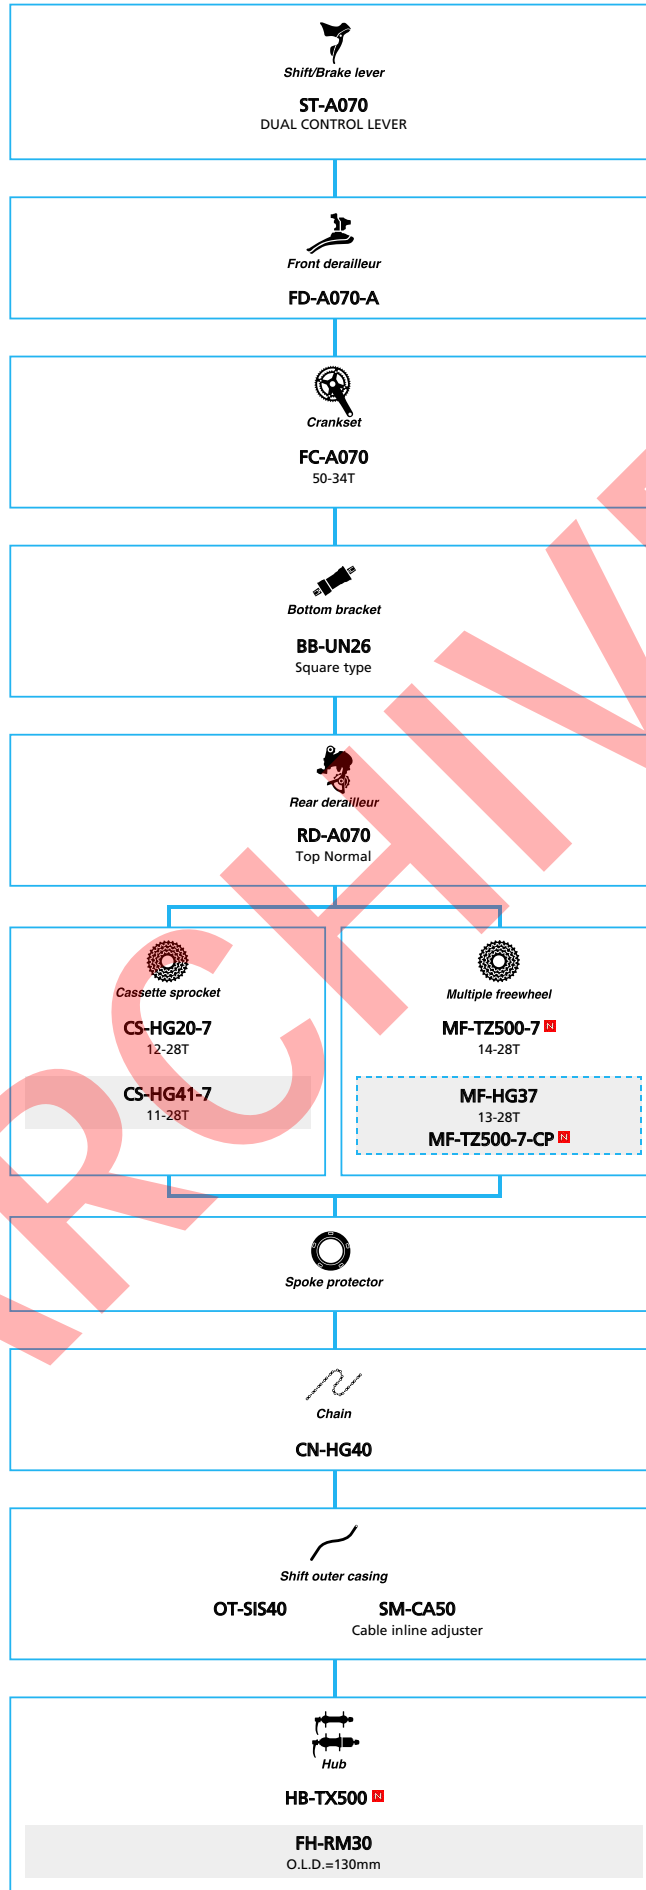 Shift/Brake lever
ST-A070
DUAL CONTROL LEVER
Front derailleur
FD-A070-A
Crankset
FC-A070
50-34T
Bottom bracket
BB-UN26
Square type
Rear derailleur
RD-A070
Top Normal
Cassette sprocket
CS-HG20-7
12-28T
CS-HG41-7
11-28T
Multiple freewheel
MF-TZ500-7 N
14-28T
MF-HG37
13-28T
MF-TZ500-7-CP N
Spoke protector
Chain
CN-HG40
Shift outer casing
OT-SIS40
SM-CA50
Cable inline adjuster
Hub
HB-TX500 N
FH-RM30
O.L.D.=130mm
RCHIV